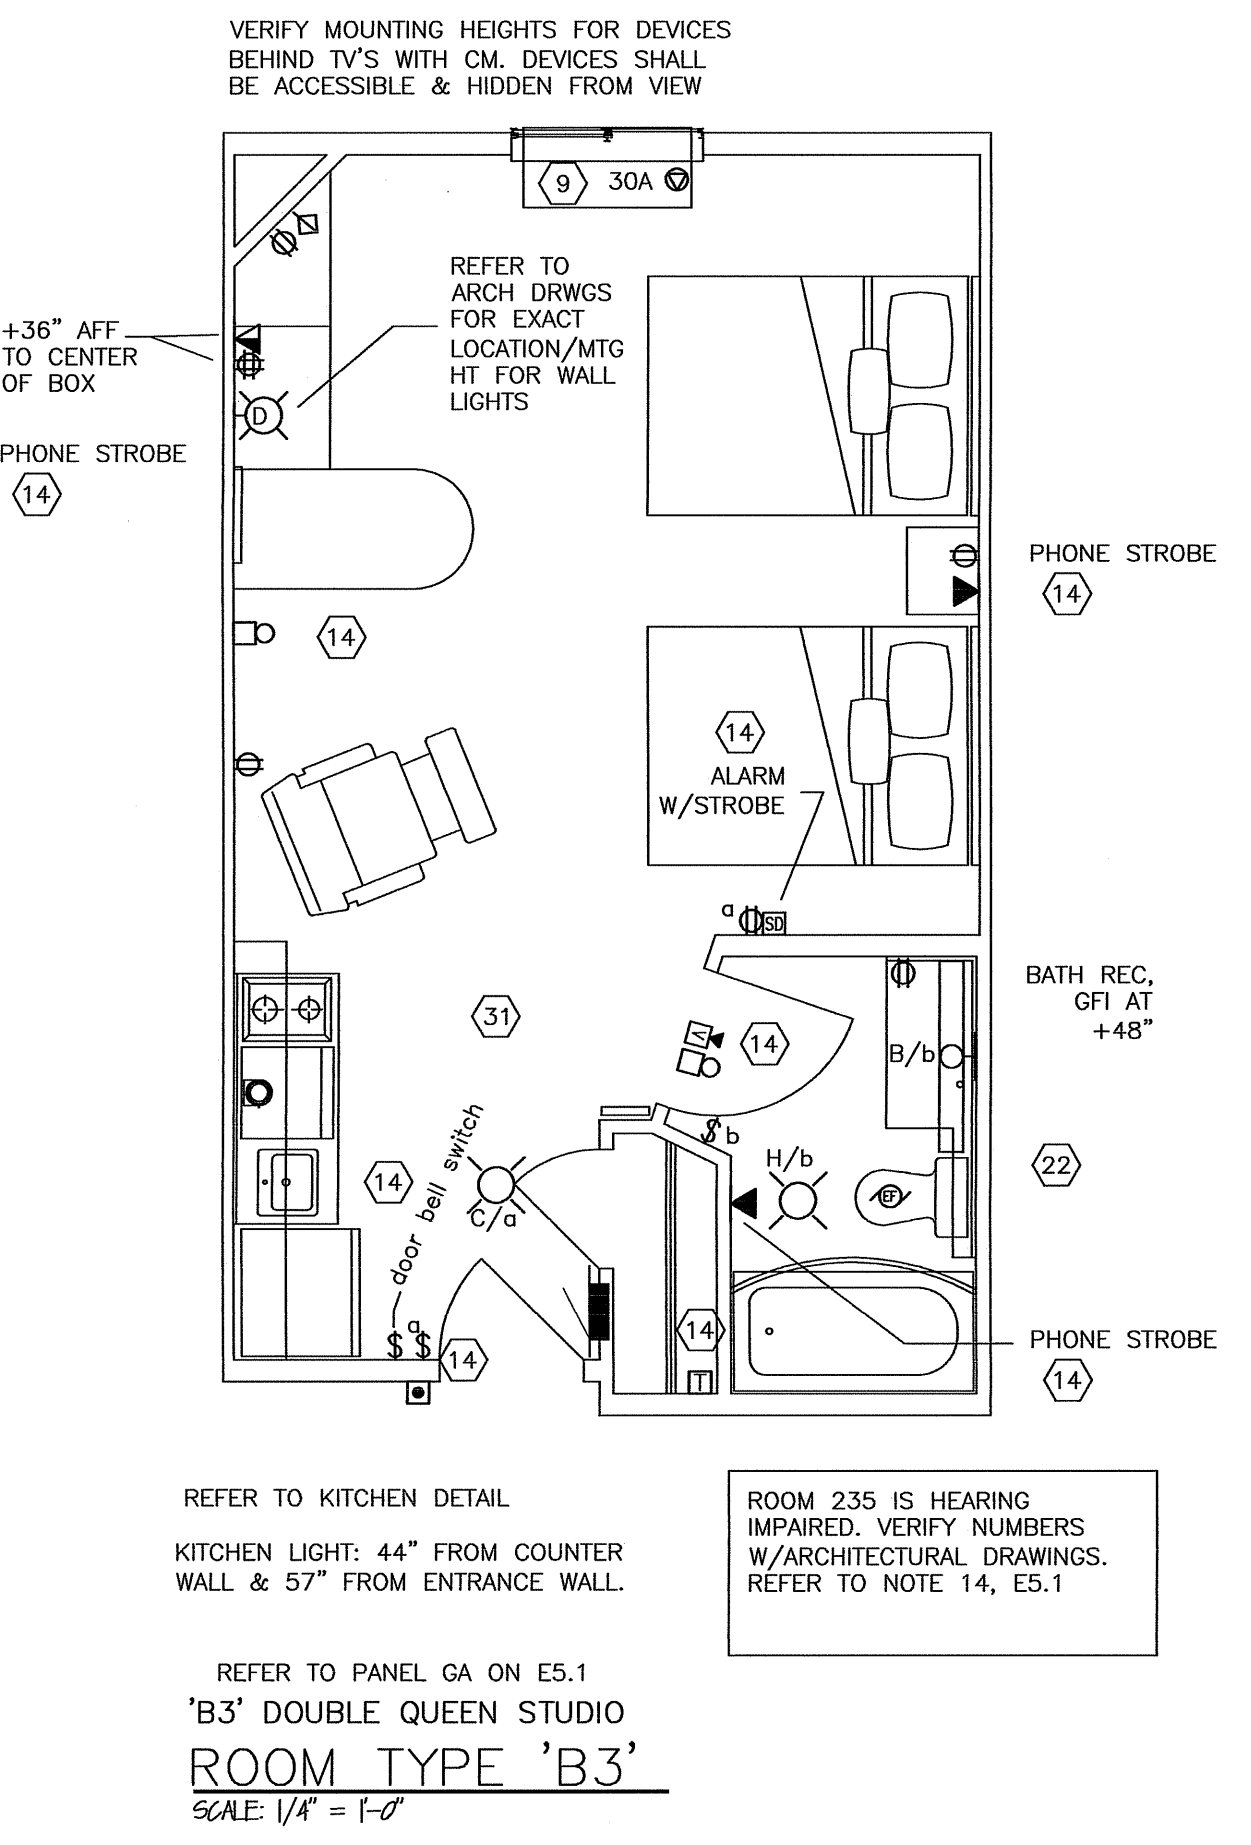 VERIFY MOUNTING HEIGHTS FOR DEVICES
BEHIND TV'S WITH CM. DEVICES SHALL
BE ACCESSIBLE & HIDDEN FROM VIEW
9 30A
REFER TO
ARCH DRWGS
FOR EXACT
LOCATION/MTG
HT FOR WALL
LIGHTS
+36" AFF
TO CENTER
OF BOX
D
PHONE STROBE
14
PHONE STROBE
14
14
14
ALARM
W/STROBE
a
SD
BATH REC,
GFI AT
+48"
31
V
14
B/b
$ b
H/b
22
EF
14
door bell switch
C/a
a
$ $
14
14
T
PHONE STROBE
14
REFER TO KITCHEN DETAIL
KITCHEN LIGHT: 44" FROM COUNTER
WALL & 57" FROM ENTRANCE WALL.
ROOM 235 IS HEARING
IMPAIRED. VERIFY NUMBERS
W/ARCHITECTURAL DRAWINGS.
REFER TO NOTE 14, E5.1
REFER TO PANEL GA ON E5.1
'B3' DOUBLE QUEEN STUDIO
ROOM TYPE 'B3'
SCALE: 1/4" = 1'-0"